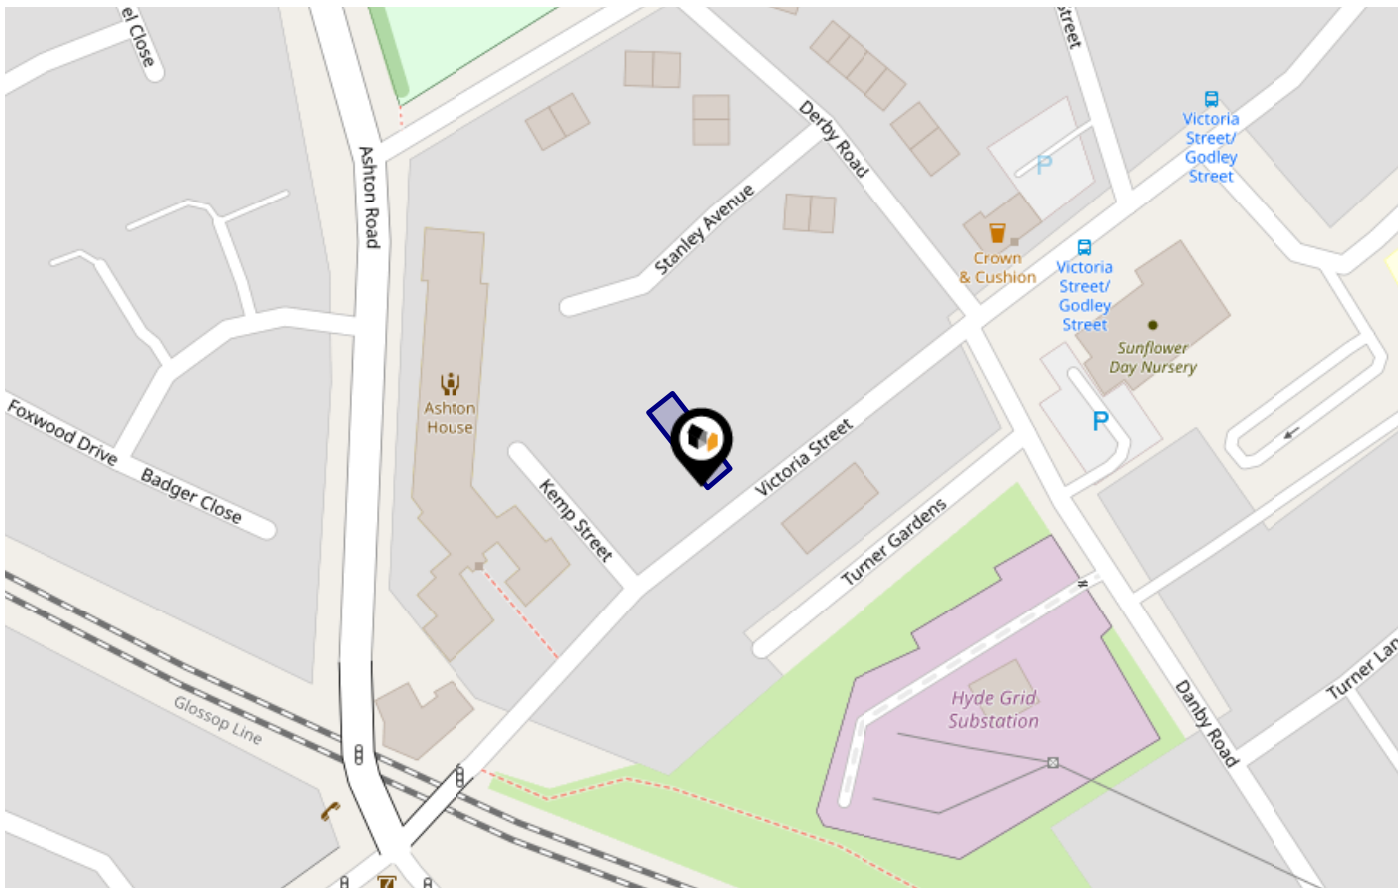 el Close
Street
Victoria
Street/
Godley
Street
Derby Road
P
Ashton Road
Stanley Avenue
Crown
& Cushion
Victoria
Street/
Godley
Street
Sunflower
Day Nursery
Ashton
House
P
Foxwood Drive
Badger Close
Victoria Street
Kemp Street
Turner Gardens
Glossop Line
Hyde Grid
Substation
Danby Road
Turner Lan